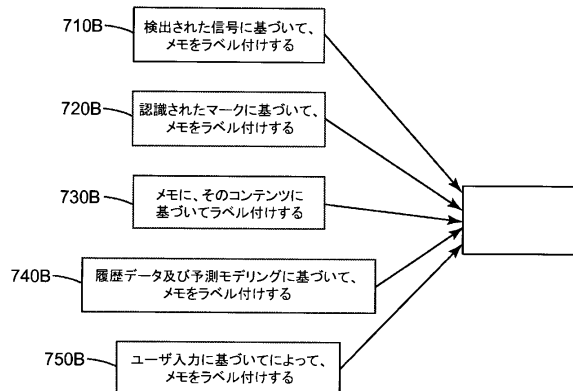 710B
検出された信号に基づいて、
メモをラベル付けする
720B
認識されたマークに基づいて、
メモをラベル付けする
730B
メモに、そのコンテンツに
基づいてラベル付けする
740B
履歴データ及び予測モデリングに基づいて、
メモをラベル付けする
750B
ユーザ入力に基づいてによって、
メモをラベル付けする